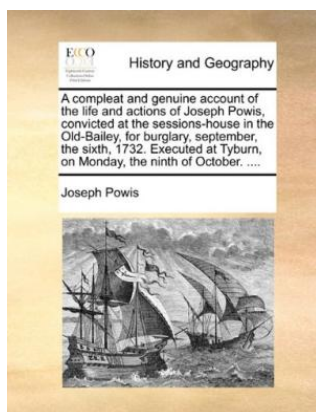 ECCO
History and Geography
A compleat and genuine account of
the life and actions of Joseph Powis,
convicted at the sessions-house in the
Old-Bailey, for burglary, september,
the sixth, 1732. Executed at Tyburn,
on Monday, the ninth of October. ....
Joseph Powis